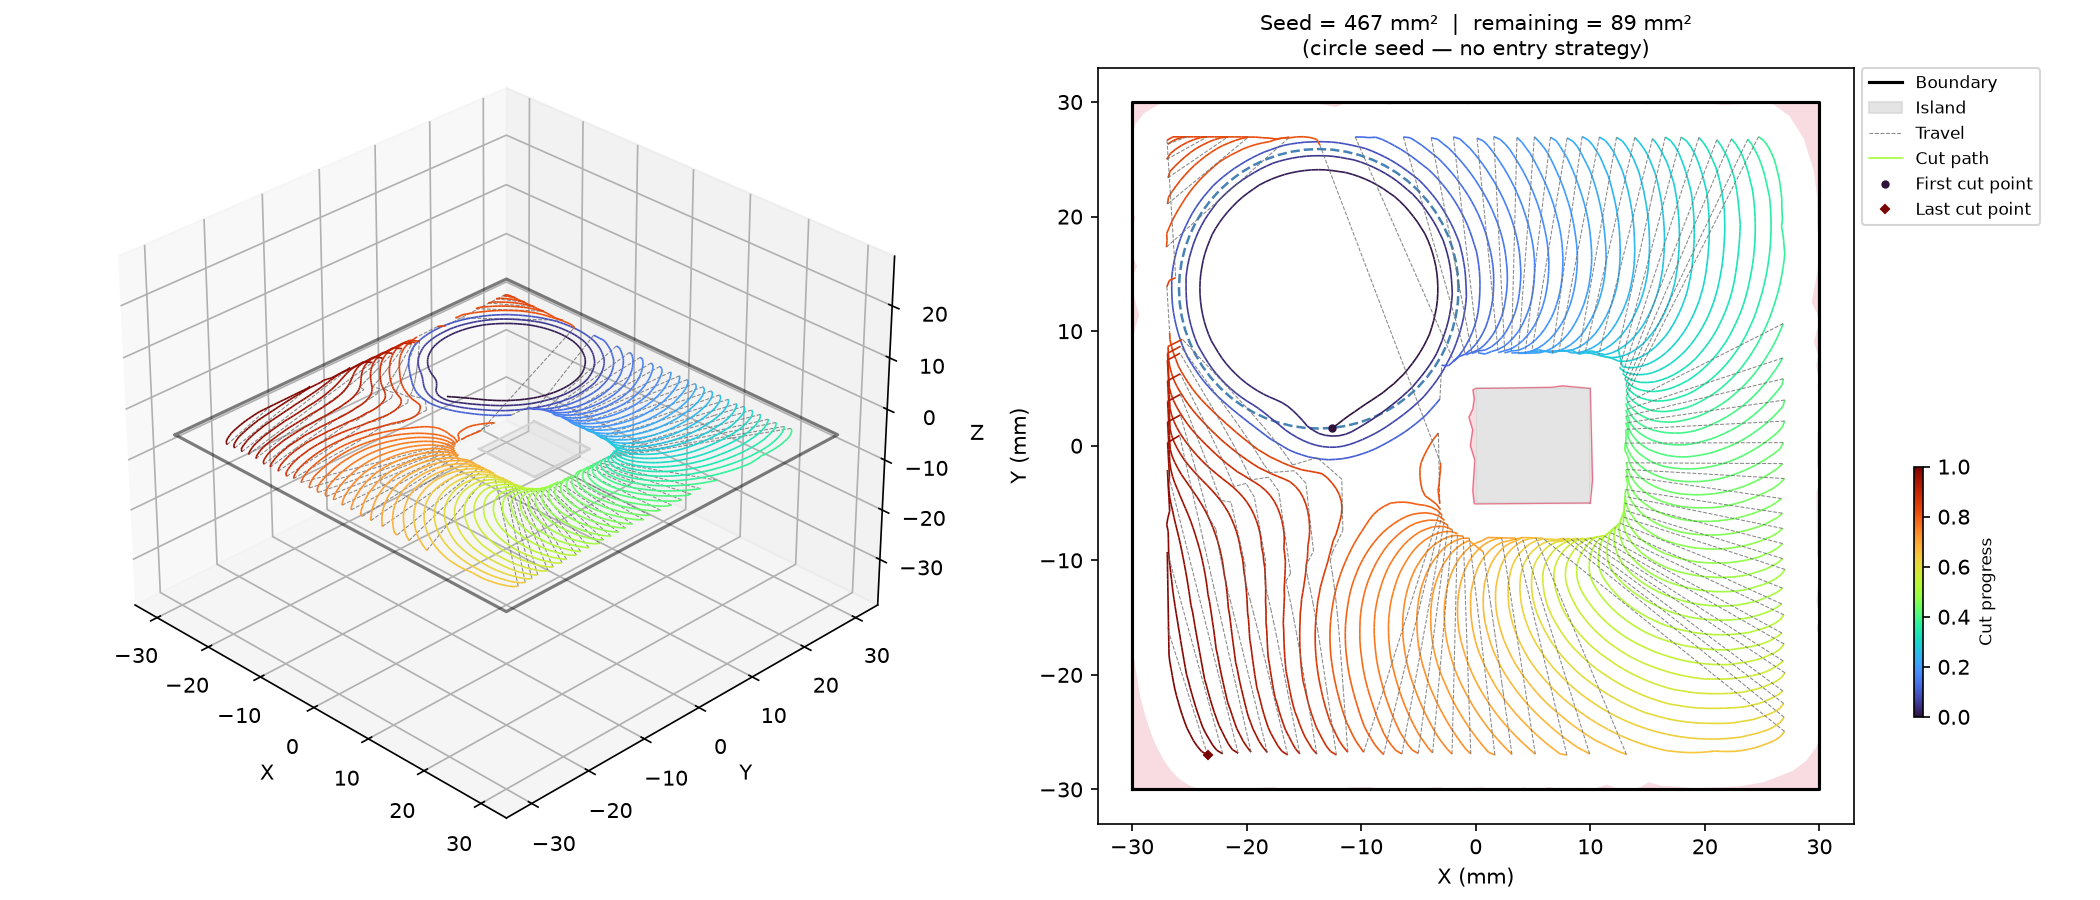 Seed = 467 mm² | remaining = 89 mm²
(circle seed — no entry strategy)
20
10
0
−10
−20
−30
Z
−30
−20
−10
0
10
20
30
X
−30
−20
−10
0
10
20
30
Y
30
20
10
0
−10
−20
−30
Y (mm)
−30
−20
−10
0
10
20
30
X (mm)
Boundary
Island
Travel
Cut path
First cut point
Last cut point
1.0
0.8
0.6
0.4
0.2
0.0
Cut progress